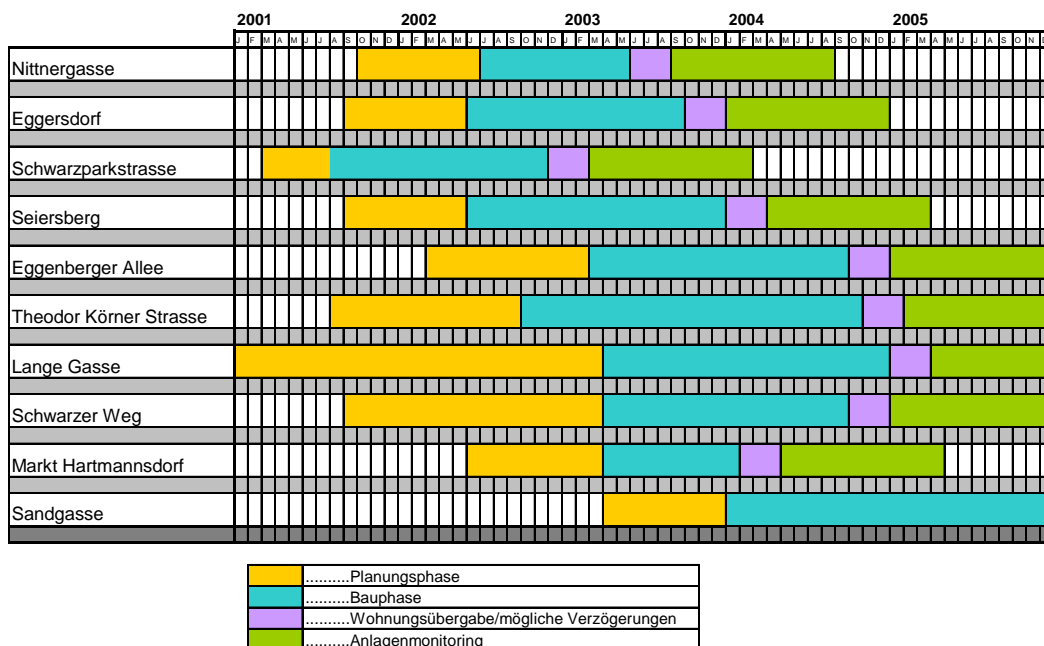 2001 2002 2003 2004 2005
J F M A M J J A S O N D J F M A M J J A S O N D J F M A M J J A S O N D J F M A M J J A S O N D J F M A M J J A S O N
Nittnergasse
Eggersdorf
Schwarzparkstrasse
Seiersberg
Eggenberger Allee
Theodor Körner Strasse
Lange Gasse
Schwarzer Weg
Markt Hartmannsdorf
Sandgasse
..........Planungsphase
..........Bauphase
..........Wohnungsübergabe/mögliche Verzögerungen
..........Anlagenmonitoring